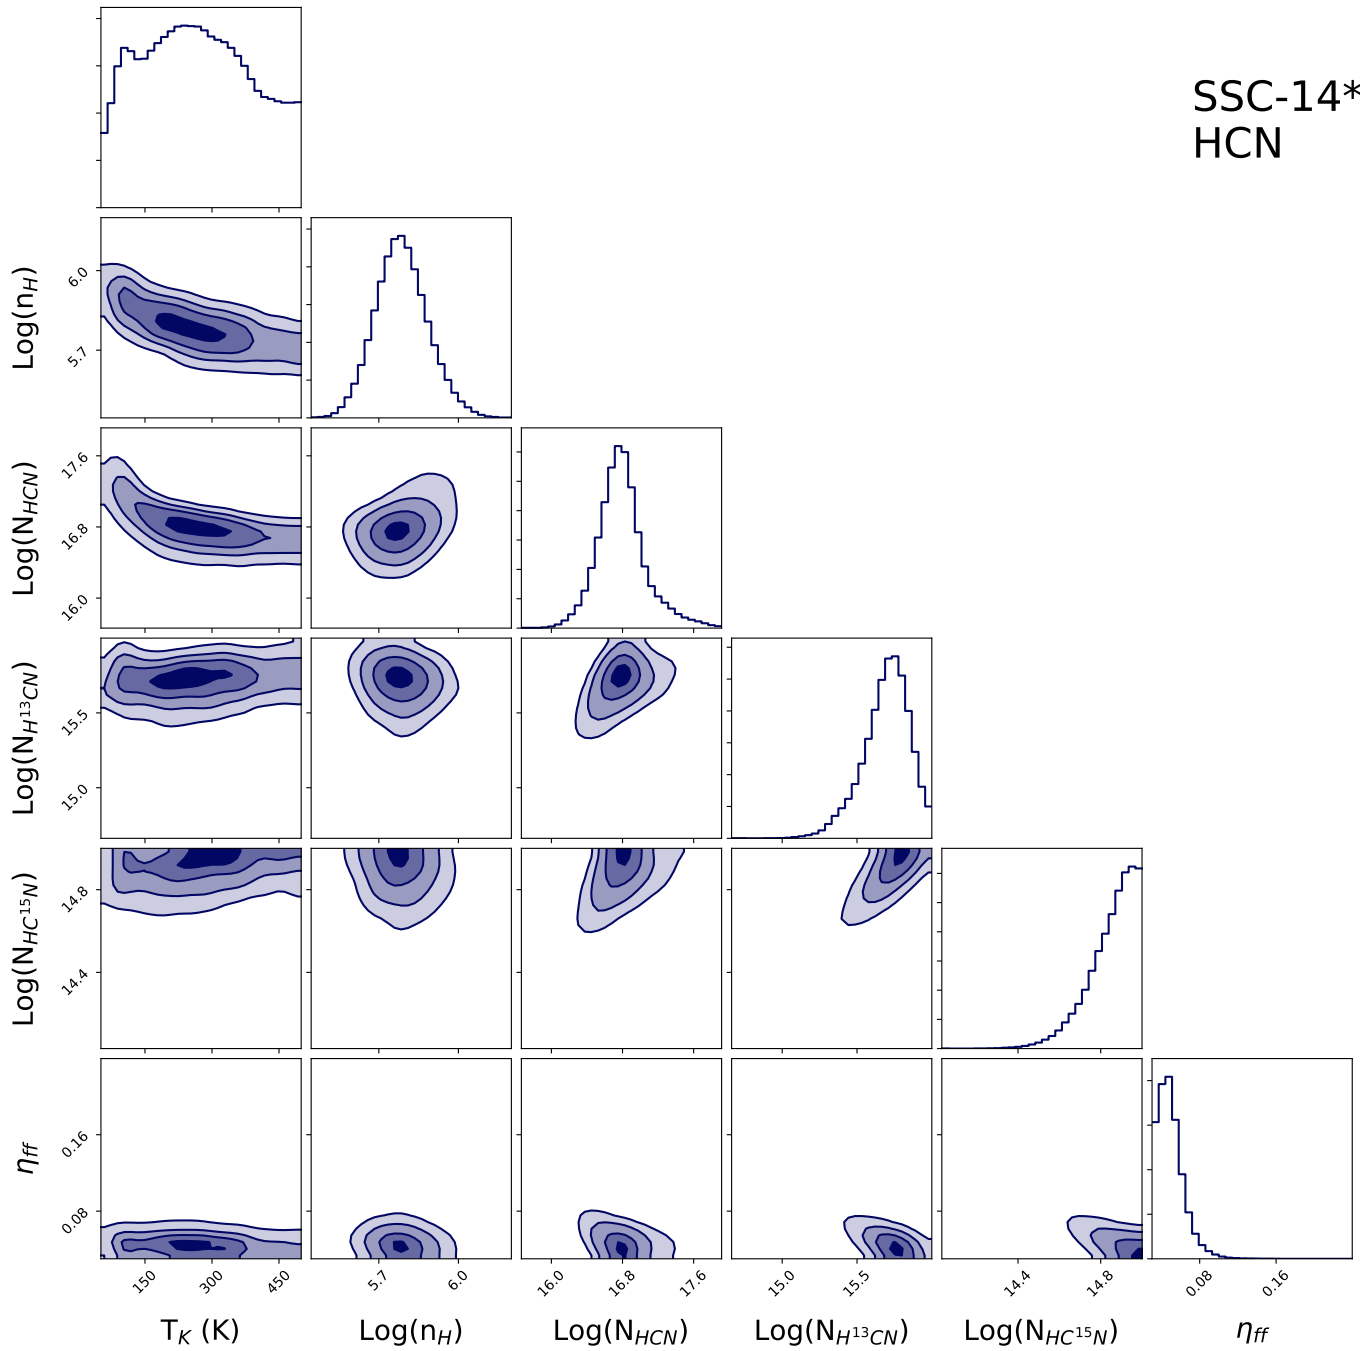 SSC-14*
HCN
Log(n_H)
6.0
5.7
Log(N_HCN)
17.6
16.8
16.0
Log(N_H¹³CN)
15.5
15.0
Log(N_HC¹⁵N)
14.8
14.4
η_ff
0.16
0.08
150 300 450 5.7 6.0 16.0 16.8 17.6 15.0 15.5 14.4 14.8 0.08 0.16
T_K (K) Log(n_H) Log(N_HCN) Log(N_H¹³CN) Log(N_HC¹⁵N) η_ff